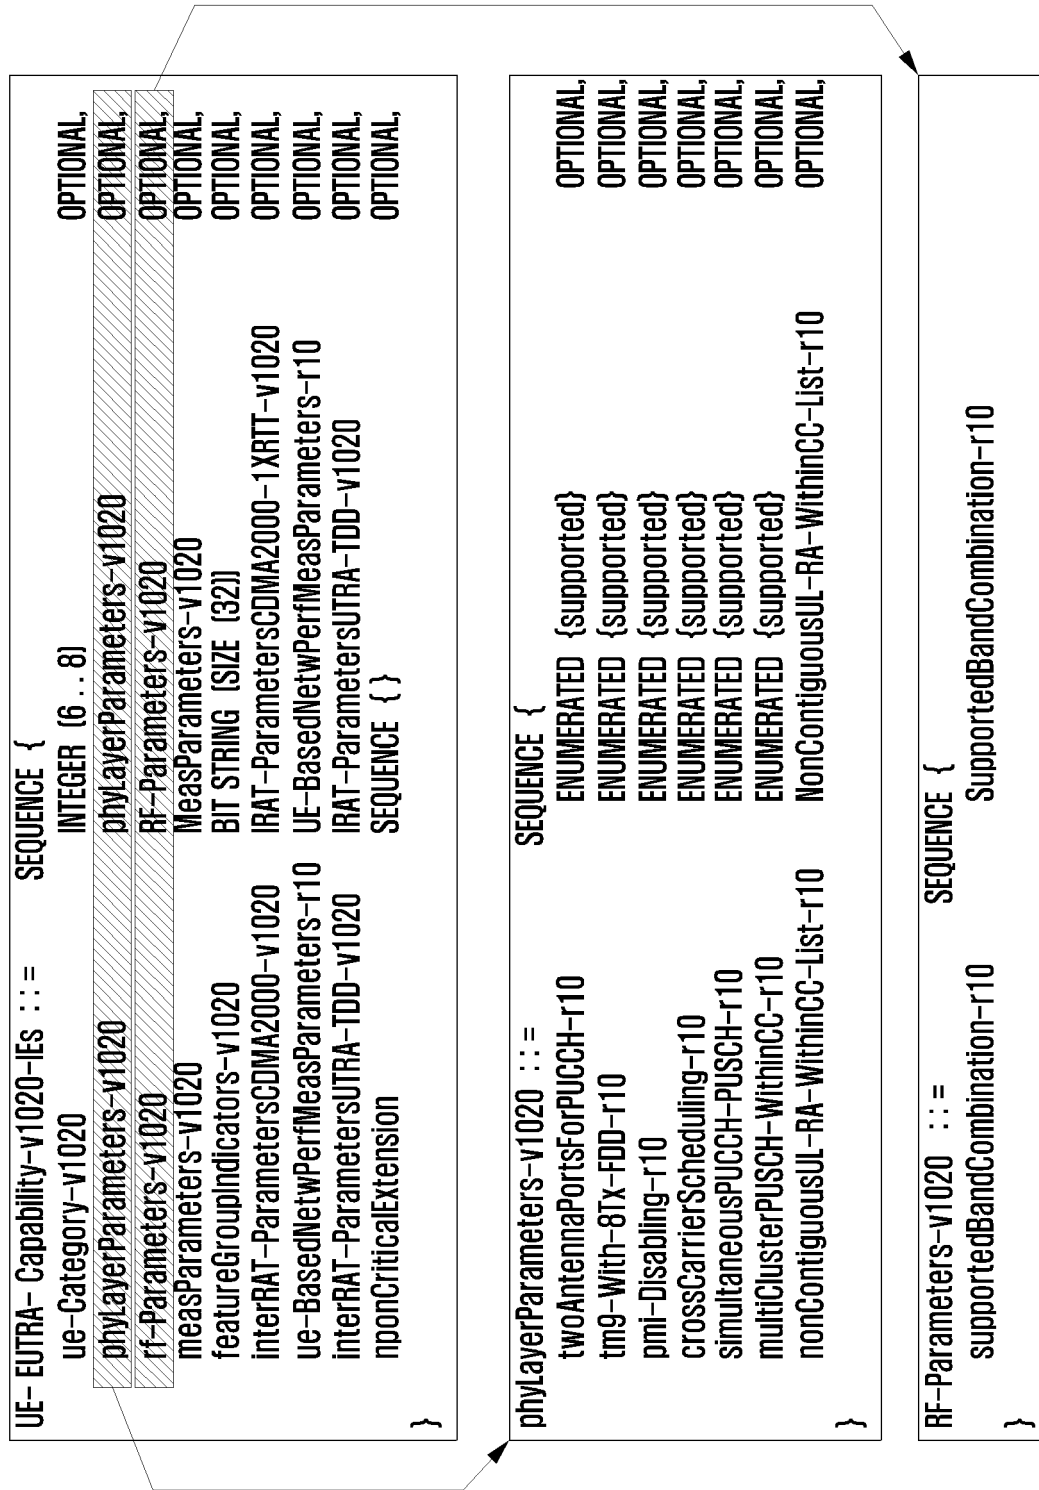 UE- EUTRA- Capability-v1020-IEs ::= SEQUENCE {
ue-Category-v1020 INTEGER (6 .. 8) OPTIONAL,
phyLayerParameters-v1020 phyLayerParameters-v1020 OPTIONAL,
rf-Parameters-v1020 RF-Parameters-v1020 OPTIONAL,
measParameters-v1020 MeasParameters-v1020 OPTIONAL,
featureGroupIndicators-v1020 BIT STRING (SIZE (32)) OPTIONAL,
interRAT-ParametersCDMA2000-v1020 IRAT-ParametersCDMA2000-1XRTT-v1020 OPTIONAL,
ue-BasedNetwPerfMeasParameters-r10 UE-BasedNetwPerfMeasParameters-r10 OPTIONAL,
interRAT-ParametersUTRA-TDD-v1020 IRAT-ParametersUTRA-TDD-v1020 OPTIONAL,
nponCriticalExtension SEQUENCE { } OPTIONAL,
}
phyLayerParameters-v1020 ::= SEQUENCE {
twoAntennaPortsForPUCCH-r10 ENUMERATED {supported} OPTIONAL,
tm9-With-8Tx-FDD-r10 ENUMERATED {supported} OPTIONAL,
pmi-Disabling-r10 ENUMERATED {supported} OPTIONAL,
crossCarrierScheduling-r10 ENUMERATED {supported} OPTIONAL,
simultaneousPUCCH-PUSCH-r10 ENUMERATED {supported} OPTIONAL,
multiClusterPUSCH-WithinCC-r10 ENUMERATED {supported} OPTIONAL,
nonContiguousUL-RA-WithinCC-List-r10 NonContiguousUL-RA-WithinCC-List-r10 OPTIONAL,
}
RF-Parameters-v1020 ::= SEQUENCE {
supportedBandCombination-r10 SupportedBandCombination-r10
}